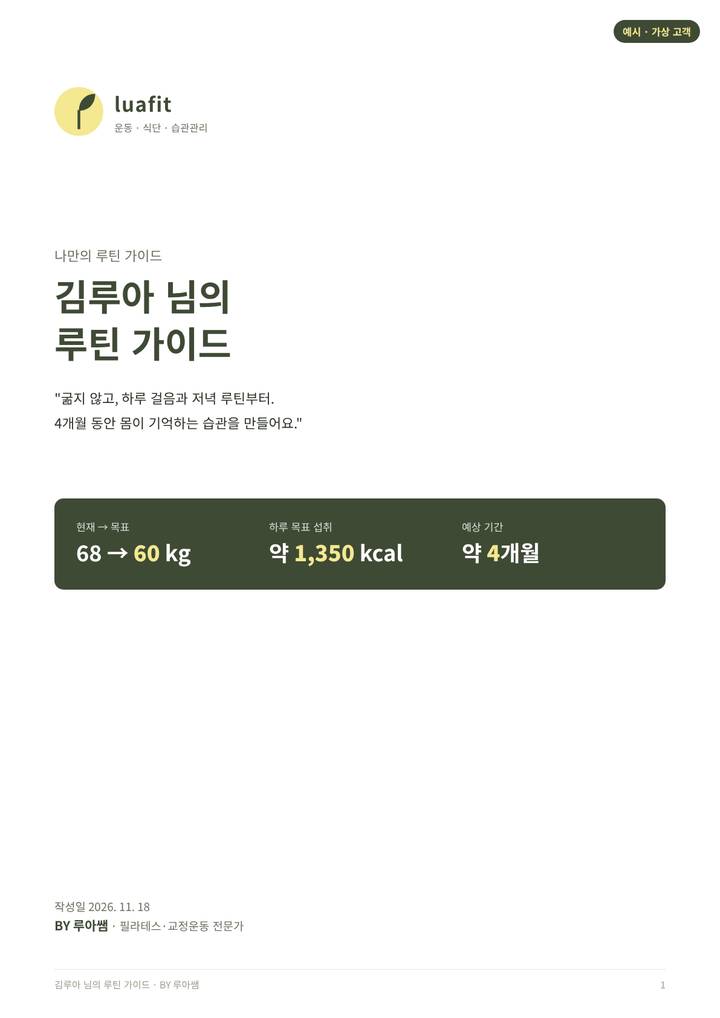 예시 · 가상 고객
luafit
운동 · 식단 · 습관관리
나만의 루틴 가이드
김루아 님의
루틴 가이드
"굶지 않고, 하루 걸음과 저녁 루틴부터.
4개월 동안 몸이 기억하는 습관을 만들어요."
현재 → 목표
68 → 60 kg
하루 목표 섭취
약 1,350 kcal
예상 기간
약 4개월
작성일 2026. 11. 18
BY 루아쌤 · 필라테스·교정운동 전문가
김루아 님의 루틴 가이드 · BY 루아쌤
1